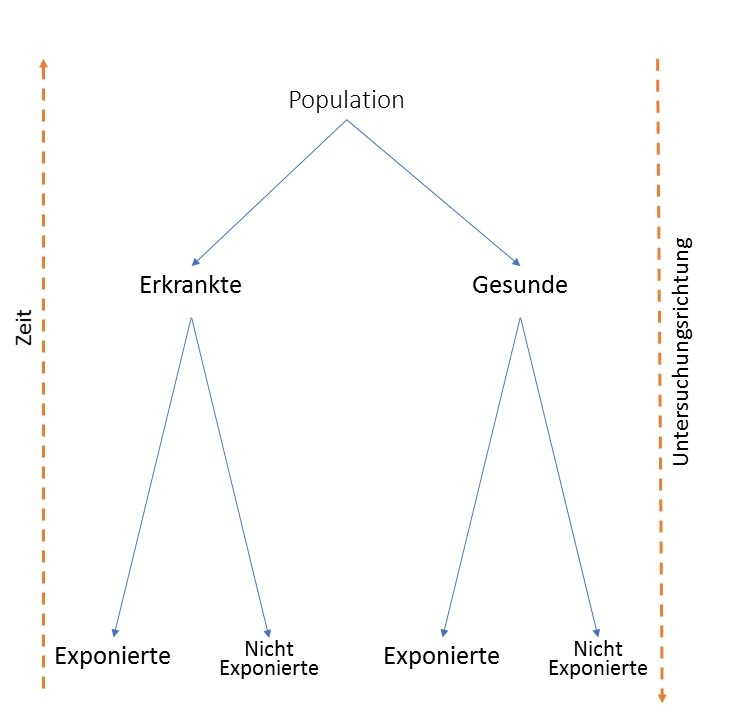 Population
Erkrankte
Gesunde
Zeit
Untersuchungsrichtung
Exponierte
Nicht
Exponierte
Exponierte
Nicht
Exponierte